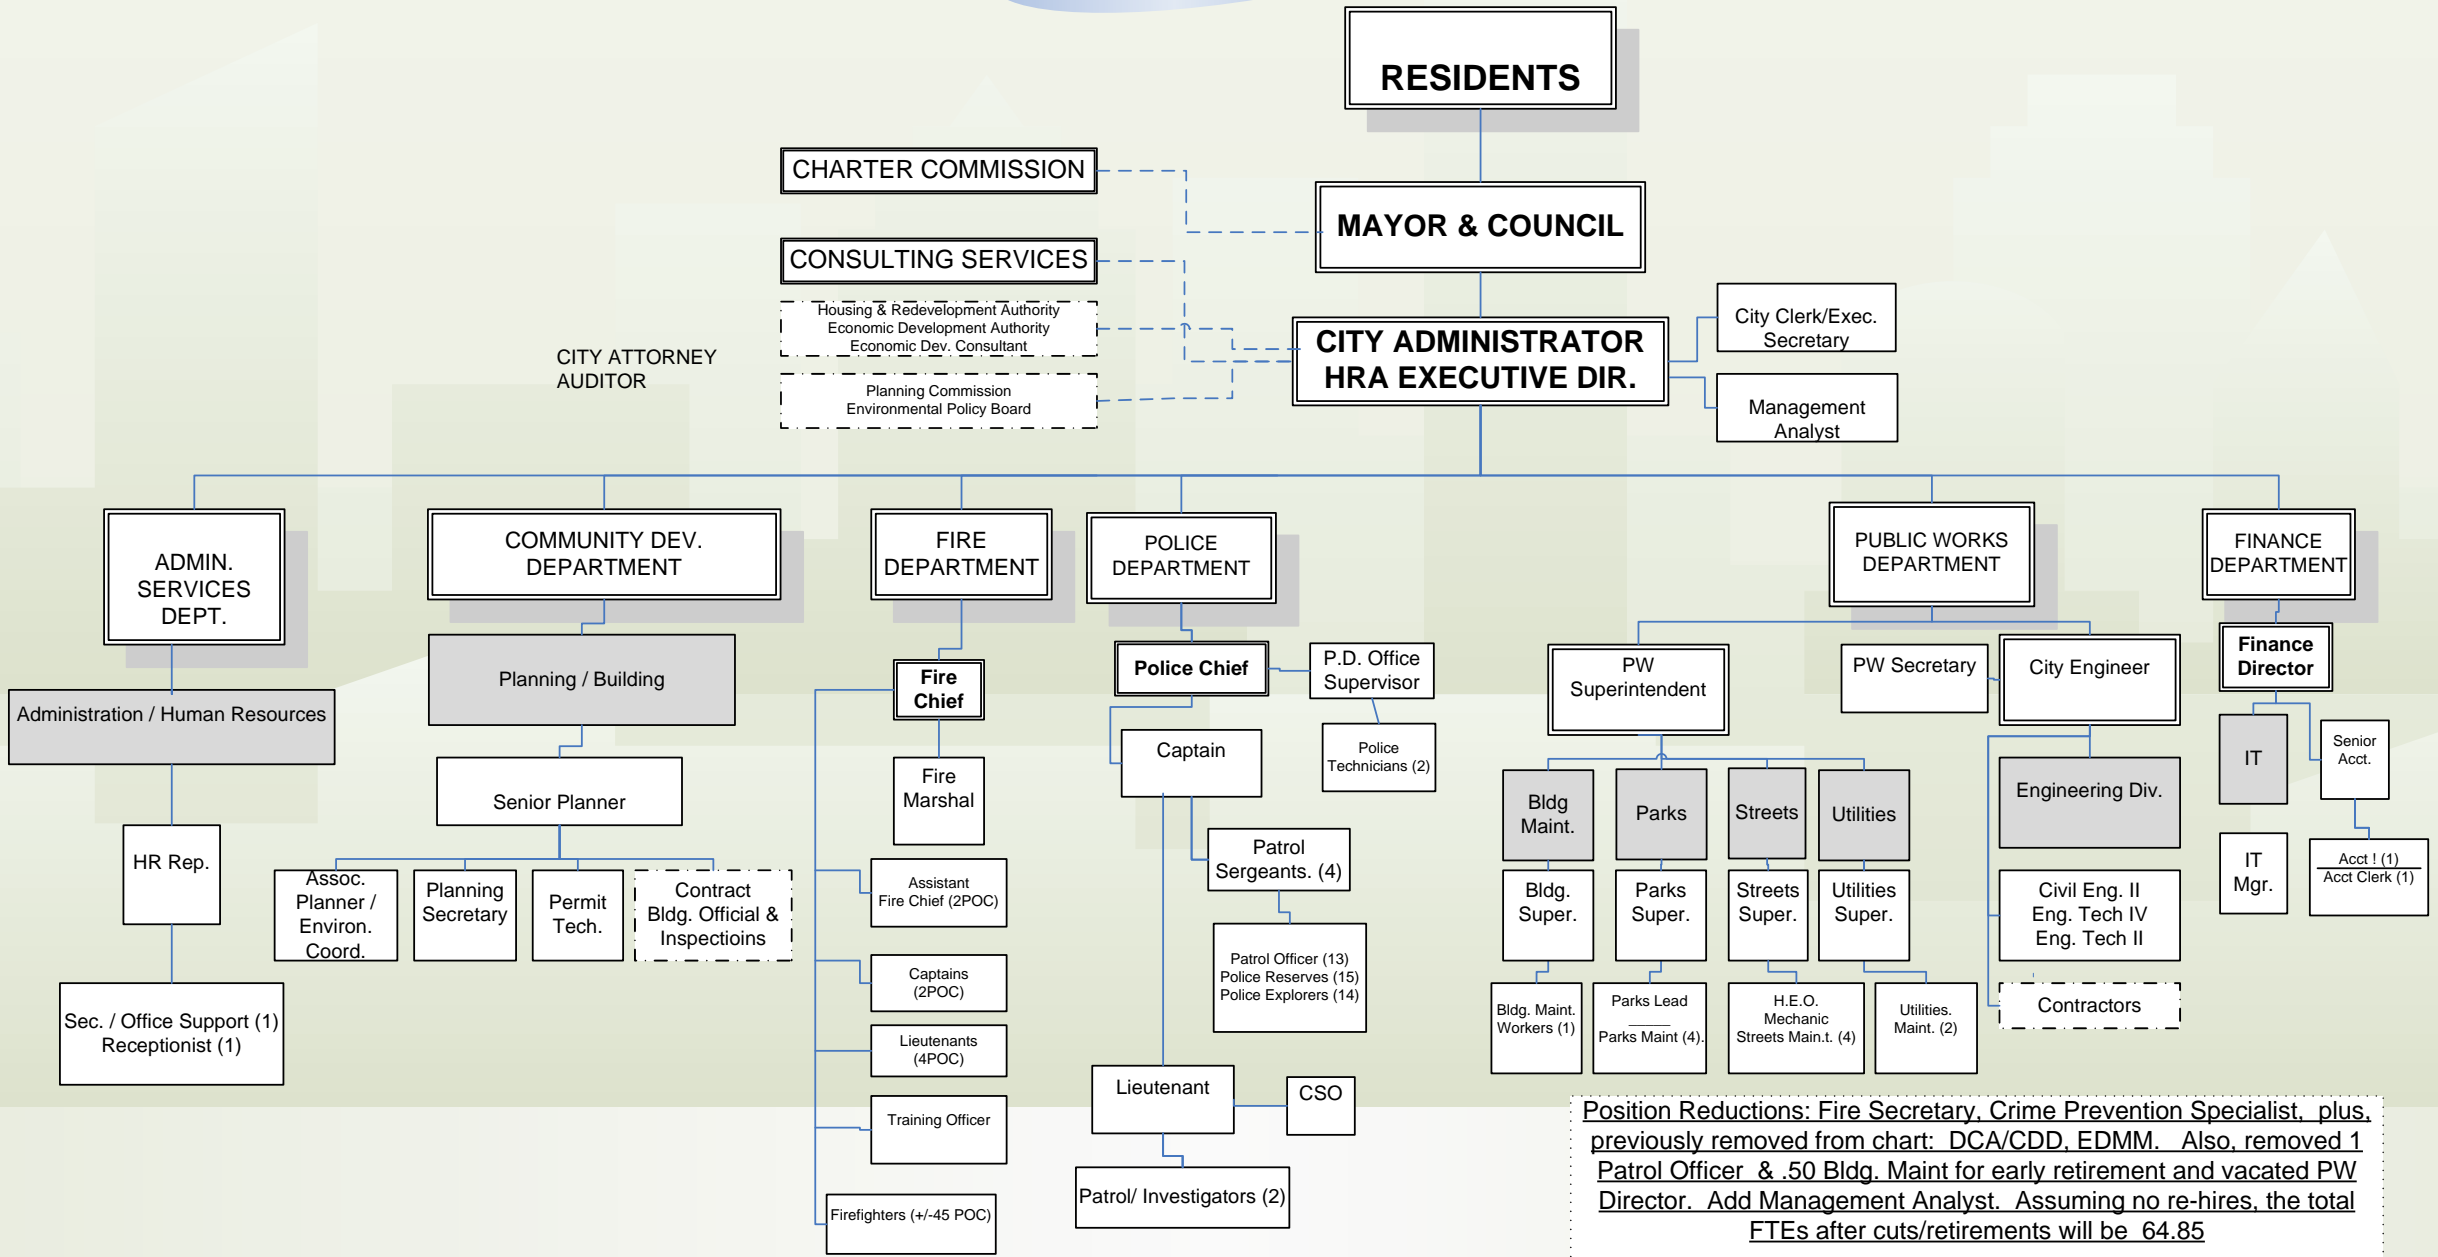 RESIDENTS
CHARTER COMMISSION
MAYOR & COUNCIL
CONSULTING SERVICES
Housing & Redevelopment Authority
Economic Development Authority
Economic Dev. Consultant
CITY ATTORNEY
AUDITOR
Planning Commission
Environmental Policy Board
CITY ADMINISTRATOR
HRA EXECUTIVE DIR.
City Clerk/Exec.
Secretary
Management
Analyst
ADMIN.
SERVICES
DEPT.
Administration / Human Resources
HR Rep.
Sec. / Office Support (1)
Receptionist (1)
COMMUNITY DEV.
DEPARTMENT
Planning / Building
Senior Planner
Assoc.
Planner /
Environ.
Coord.
Planning
Secretary
Permit
Tech.
Contract
Bldg. Official &
Inspectioins
FIRE
DEPARTMENT
Fire
Chief
Fire
Marshal
Assistant
Fire Chief (2POC)
Captains
(2POC)
Lieutenants
(4POC)
Training Officer
Firefighters (+/-45 POC)
POLICE
DEPARTMENT
Police Chief
P.D. Office
Supervisor
Police
Technicians (2)
Captain
Patrol
Sergeants. (4)
Patrol Officer (13)
Police Reserves (15)
Police Explorers (14)
Lieutenant
CSO
Patrol/ Investigators (2)
PUBLIC WORKS
DEPARTMENT
PW
Superintendent
PW Secretary
City Engineer
Bldg
Maint.
Parks
Streets
Utilities
Bldg.
Super.
Parks
Super.
Streets
Super.
Utilities
Super.
Bldg. Maint.
Workers (1)
Parks Lead
Parks Maint (4).
H.E.O.
Mechanic
Streets Main.t. (4)
Utilities.
Maint. (2)
Engineering Div.
Civil Eng. II
Eng. Tech IV
Eng. Tech II
Contractors
FINANCE
DEPARTMENT
Finance
Director
IT
Senior
Acct.
IT
Mgr.
Acct ! (1)
Acct Clerk (1)
Position Reductions: Fire Secretary, Crime Prevention Specialist, plus,
previously removed from chart: DCA/CDD, EDMM. Also, removed 1
Patrol Officer & .50 Bldg. Maint for early retirement and vacated PW
Director. Add Management Analyst. Assuming no re-hires, the total
FTEs after cuts/retirements will be 64.85